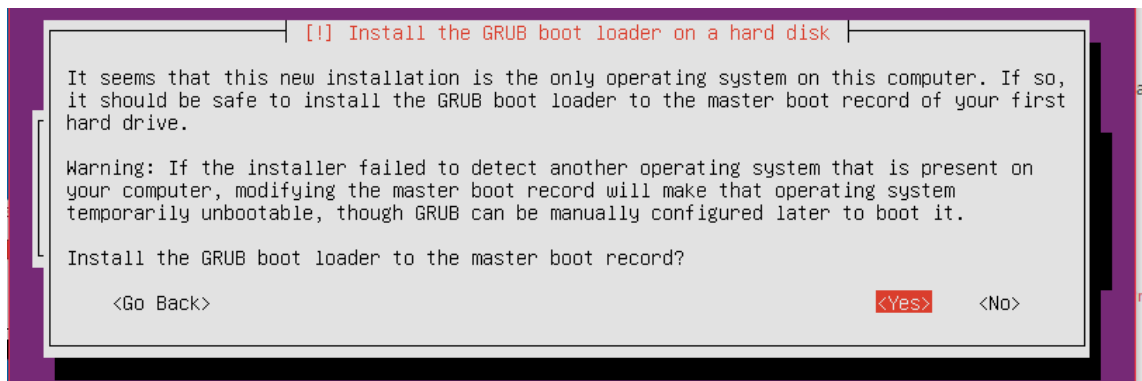 [!] Install the GRUB boot loader on a hard disk
It seems that this new installation is the only operating system on this computer. If so,
it should be safe to install the GRUB boot loader to the master boot record of your first
hard drive.
Warning: If the installer failed to detect another operating system that is present on
your computer, modifying the master boot record will make that operating system
temporarily unbootable, though GRUB can be manually configured later to boot it.
Install the GRUB boot loader to the master boot record?
<Go Back> <Yes> <No>